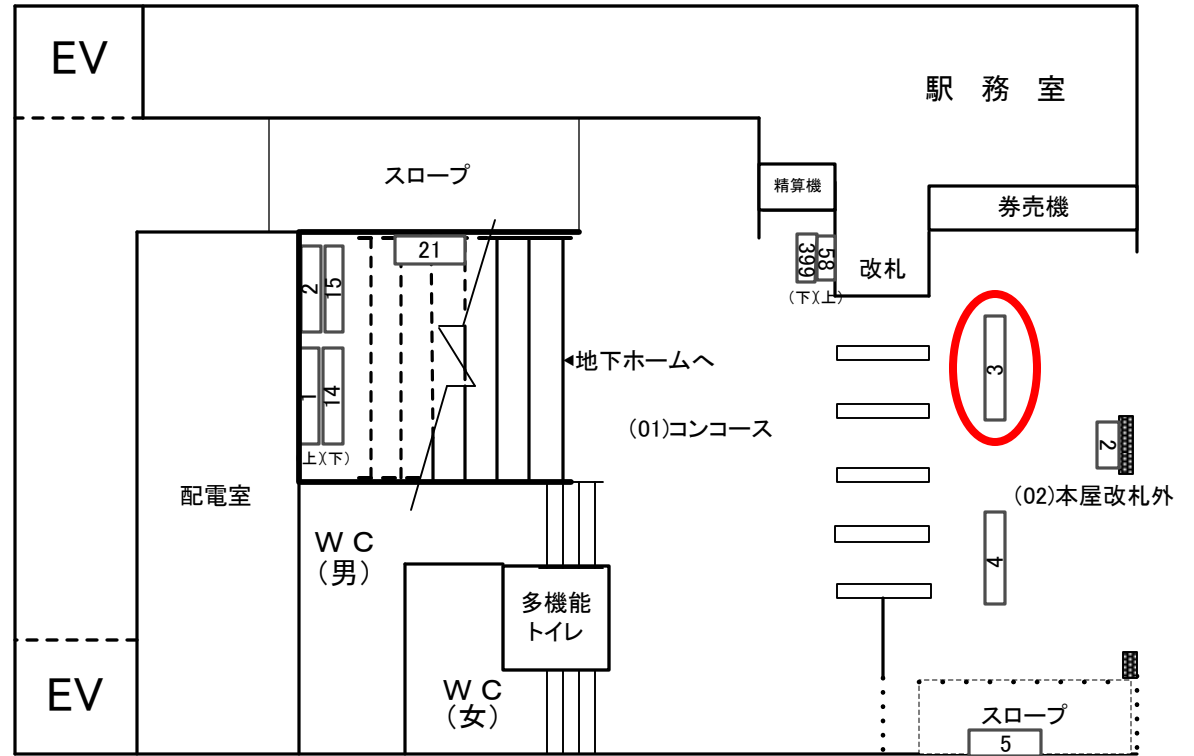 EV
駅 務 室
スロープ
精算機
券売機
21
2
15
399
58
改札
(下)(上)
3
1
14
地下ホームへ
(01)コンコース
2
上)(下)
配電室
(02)本屋改札外
4
WC
(男)
多機能
トイレ
EV
WC
(女)
スロープ
5